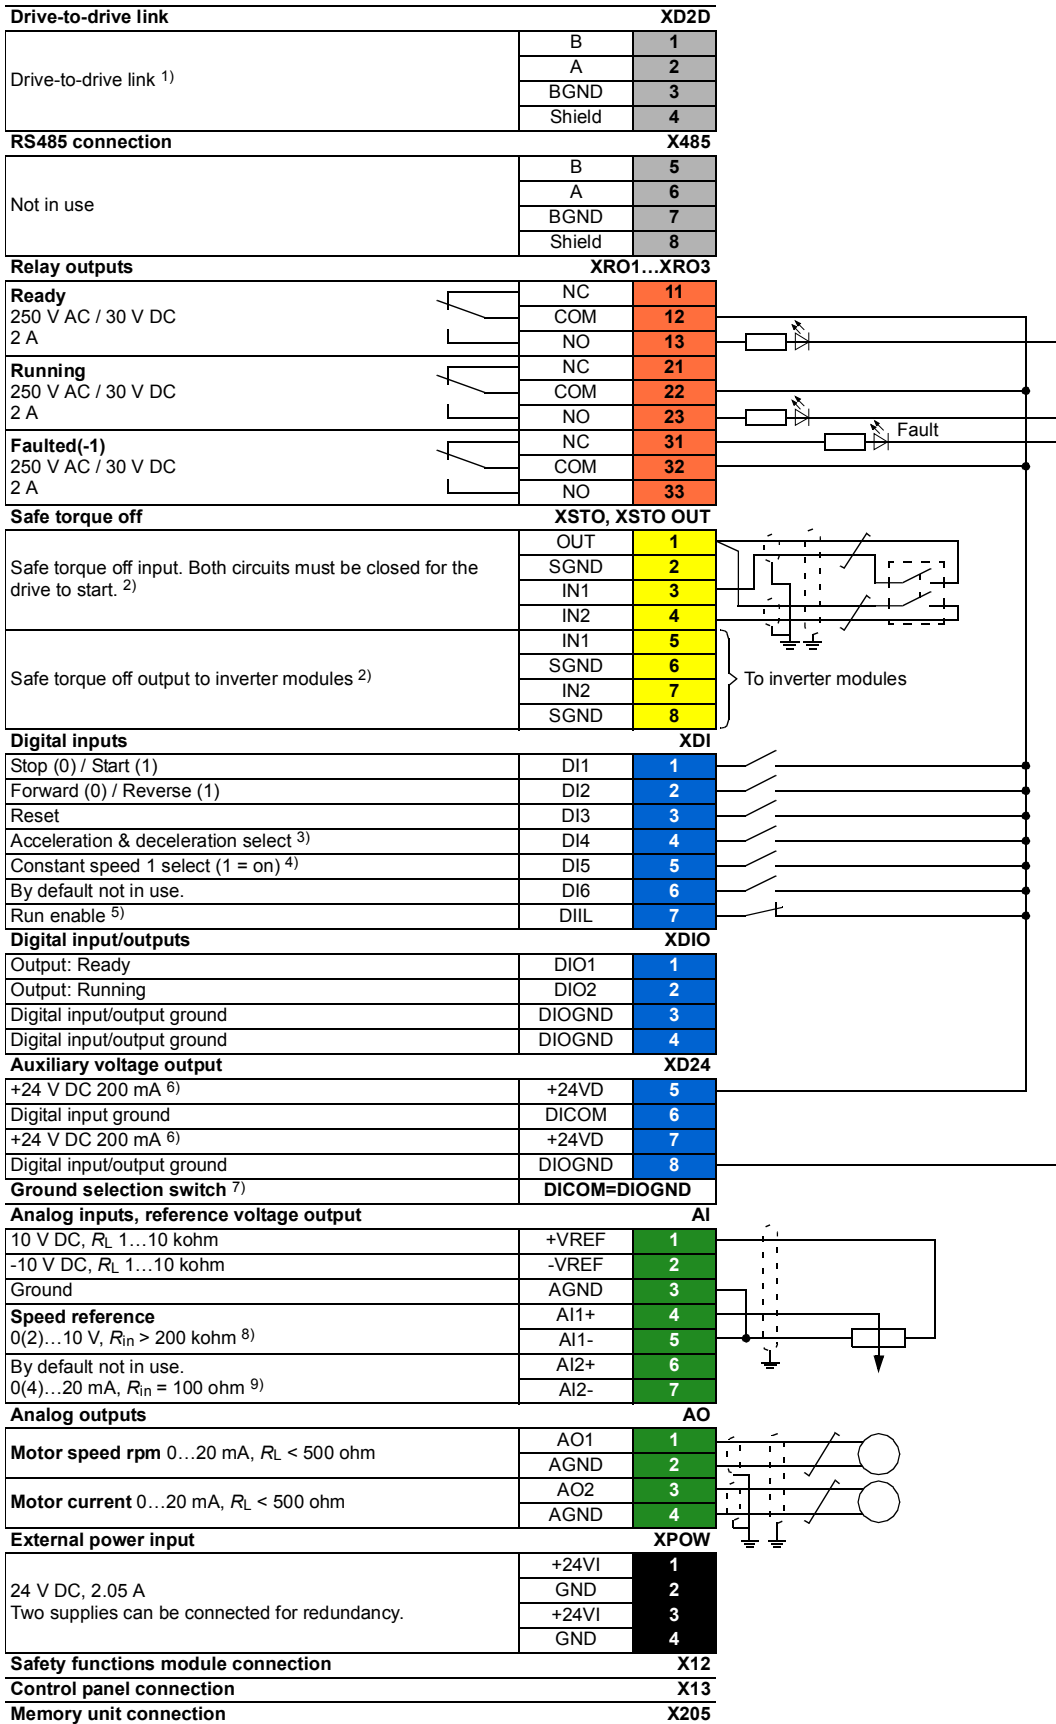 Drive-to-drive link XD2D
Drive-to-drive link 1)
B 1
A 2
BGND 3
Shield 4
RS485 connection X485
Not in use
B 5
A 6
BGND 7
Shield 8
Relay outputs XRO1…XRO3
Ready
250 V AC / 30 V DC
2 A
NC 11
COM 12
NO 13
Running
250 V AC / 30 V DC
2 A
NC 21
COM 22
NO 23
Faulted(-1)
250 V AC / 30 V DC
2 A
NC 31
COM 32
NO 33
Fault
Safe torque off XSTO, XSTO OUT
Safe torque off input. Both circuits must be closed for the
drive to start. 2)
OUT 1
SGND 2
IN1 3
IN2 4
Safe torque off output to inverter modules 2)
IN1 5
SGND 6
IN2 7
SGND 8
To inverter modules
Digital inputs XDI
Stop (0) / Start (1) DI1 1
Forward (0) / Reverse (1) DI2 2
Reset DI3 3
Acceleration & deceleration select 3) DI4 4
Constant speed 1 select (1 = on) 4) DI5 5
By default not in use. DI6 6
Run enable 5) DIIL 7
Digital input/outputs XDIO
Output: Ready DIO1 1
Output: Running DIO2 2
Digital input/output ground DIOGND 3
Digital input/output ground DIOGND 4
Auxiliary voltage output XD24
+24 V DC 200 mA 6) +24VD 5
Digital input ground DICOM 6
+24 V DC 200 mA 6) +24VD 7
Digital input/output ground DIOGND 8
Ground selection switch 7) DICOM=DIOGND
Analog inputs, reference voltage output AI
10 V DC, RL 1…10 kohm +VREF 1
-10 V DC, RL 1…10 kohm -VREF 2
Ground AGND 3
Speed reference
0(2)…10 V, Rin > 200 kohm 8)
AI1+ 4
AI1- 5
By default not in use.
0(4)…20 mA, Rin = 100 ohm 9)
AI2+ 6
AI2- 7
Analog outputs AO
Motor speed rpm 0…20 mA, RL < 500 ohm
AO1 1
AGND 2
Motor current 0…20 mA, RL < 500 ohm
AO2 3
AGND 4
External power input XPOW
24 V DC, 2.05 A
Two supplies can be connected for redundancy.
+24VI 1
GND 2
+24VI 3
GND 4
Safety functions module connection X12
Control panel connection X13
Memory unit connection X205